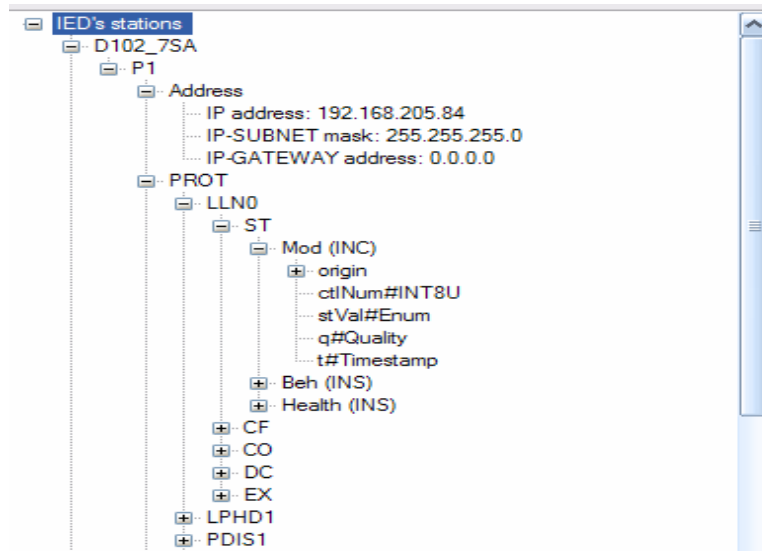 IED's stations
D102_7SA
P1
Address
IP address: 192.168.205.84
IP-SUBNET mask: 255.255.255.0
IP-GATEWAY address: 0.0.0.0
PROT
LLN0
ST
Mod (INC)
origin
ctlNum#INT8U
stVal#Enum
q#Quality
t#Timestamp
Beh (INS)
Health (INS)
CF
CO
DC
EX
LPHD1
PDIS1